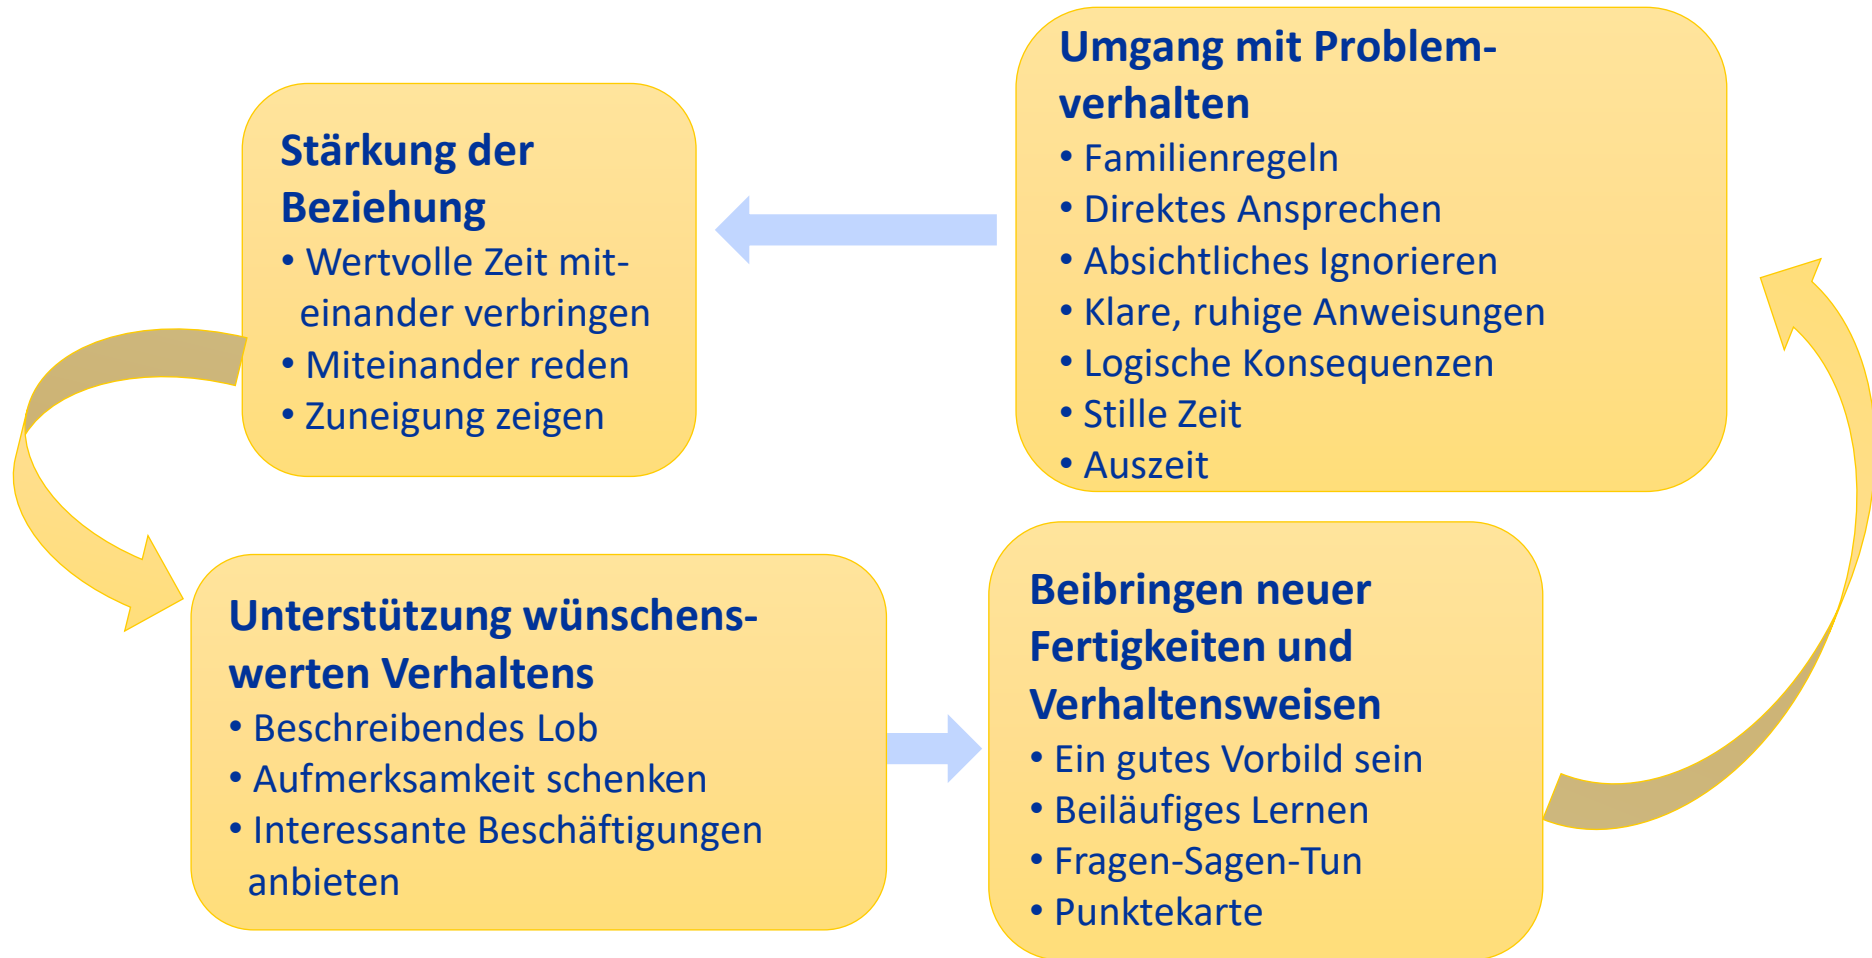 Stärkung der
Beziehung
• Wertvolle Zeit mit-
einander verbringen
• Miteinander reden
• Zuneigung zeigen
Umgang mit Problem-
verhalten
• Familienregeln
• Direktes Ansprechen
• Absichtliches Ignorieren
• Klare, ruhige Anweisungen
• Logische Konsequenzen
• Stille Zeit
• Auszeit
Unterstützung wünschens-
werten Verhaltens
• Beschreibendes Lob
• Aufmerksamkeit schenken
• Interessante Beschäftigungen
anbieten
Beibringen neuer
Fertigkeiten und
Verhaltensweisen
• Ein gutes Vorbild sein
• Beiläufiges Lernen
• Fragen-Sagen-Tun
• Punktekarte